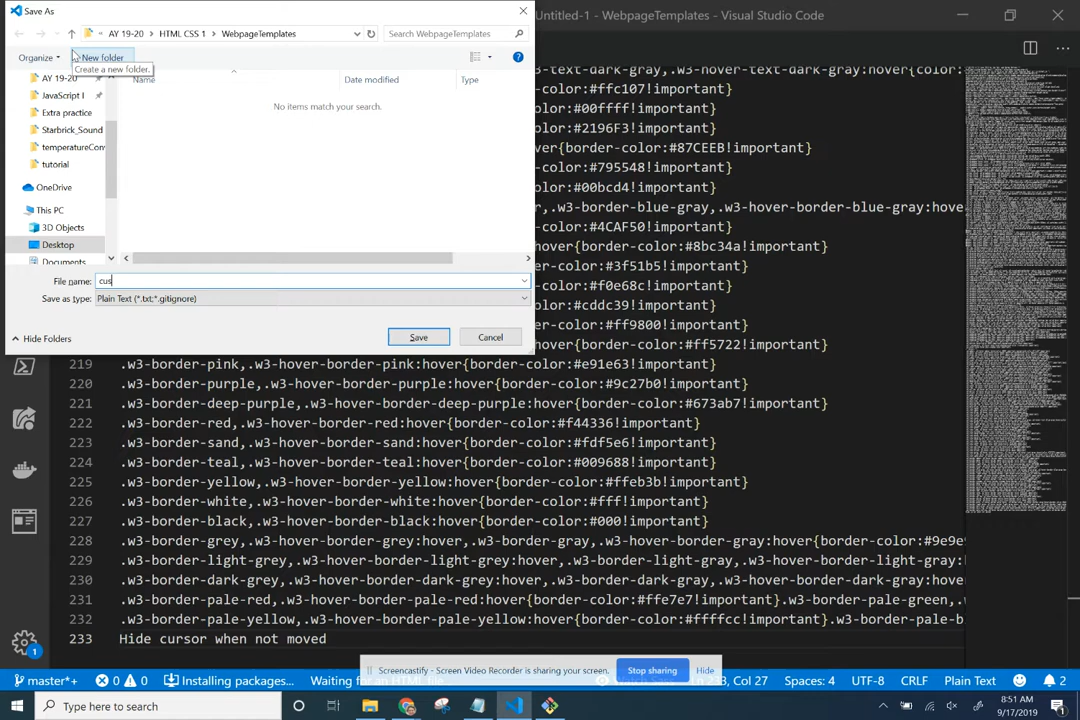 Save As
Untitled-1 - WebpageTemplates - Visual Studio Code
« AY 19-20 > HTML CSS 1 > WebpageTemplates
Search WebpageTemplates
Organize
New folder
Create a new folder.
AY 19-20
JavaScript I
Extra practice
Starbrick_Sound
temperatureCon
tutorial
OneDrive
This PC
3D Objects
Desktop
Documents
Name
Date modified
Type
No items match your search.
File name: cus
Save as type: Plain Text (*.txt;*.gitignore)
Hide Folders
Save
Cancel
3-text-dark-gray,.w3-hover-text-dark-gray:hover{color:
:#ffc107!important}
:#00ffff!important}
color:#2196F3!important}
{border-color:#87CEEB!important}
color:#795548!important}
color:#00bcd4!important}
r,.w3-border-blue-gray,.w3-hover-border-blue-gray:hove
color:#4CAF50!important}
hover{border-color:#8bc34a!important}
color:#3f51b5!important}
color:#f0e68c!important}
color:#cddc39!important}
-color:#ff9800!important}
hover{border-color:#ff5722!important}
219 .w3-border-pink,.w3-hover-border-pink:hover{border-color:#e91e63!important}
220 .w3-border-purple,.w3-hover-border-purple:hover{border-color:#9c27b0!important}
221 .w3-border-deep-purple,.w3-hover-border-deep-purple:hover{border-color:#673ab7!important}
222 .w3-border-red,.w3-hover-border-red:hover{border-color:#f44336!important}
223 .w3-border-sand,.w3-hover-border-sand:hover{border-color:#fdf5e6!important}
224 .w3-border-teal,.w3-hover-border-teal:hover{border-color:#009688!important}
225 .w3-border-yellow,.w3-hover-border-yellow:hover{border-color:#ffeb3b!important}
226 .w3-border-white,.w3-hover-border-white:hover{border-color:#fff!important}
227 .w3-border-black,.w3-hover-border-black:hover{border-color:#000!important}
228 .w3-border-grey,.w3-hover-border-grey:hover,.w3-border-gray,.w3-hover-border-gray:hover{border-color:#9e9e
229 .w3-border-light-grey,.w3-hover-border-light-grey:hover,.w3-border-light-gray,.w3-hover-border-light-gray:
230 .w3-border-dark-grey,.w3-hover-border-dark-grey:hover,.w3-border-dark-gray,.w3-hover-border-dark-gray:hove
231 .w3-border-pale-red,.w3-hover-border-pale-red:hover{border-color:#ffe7e7!important}.w3-border-pale-green,.
232 .w3-border-pale-yellow,.w3-hover-border-pale-yellow:hover{border-color:#ffffcc!important}.w3-border-pale-b
233 Hide cursor when not moved
Screencastify - Screen Video Recorder is sharing your screen.
Stop sharing
Hide
1
master*+
0 0
Installing packages...
Waiting for an HTML file
Ln 233, Col 27
Spaces: 4
UTF-8
CRLF
Plain Text
2
Type here to search
8:51 AM
9/17/2019
1